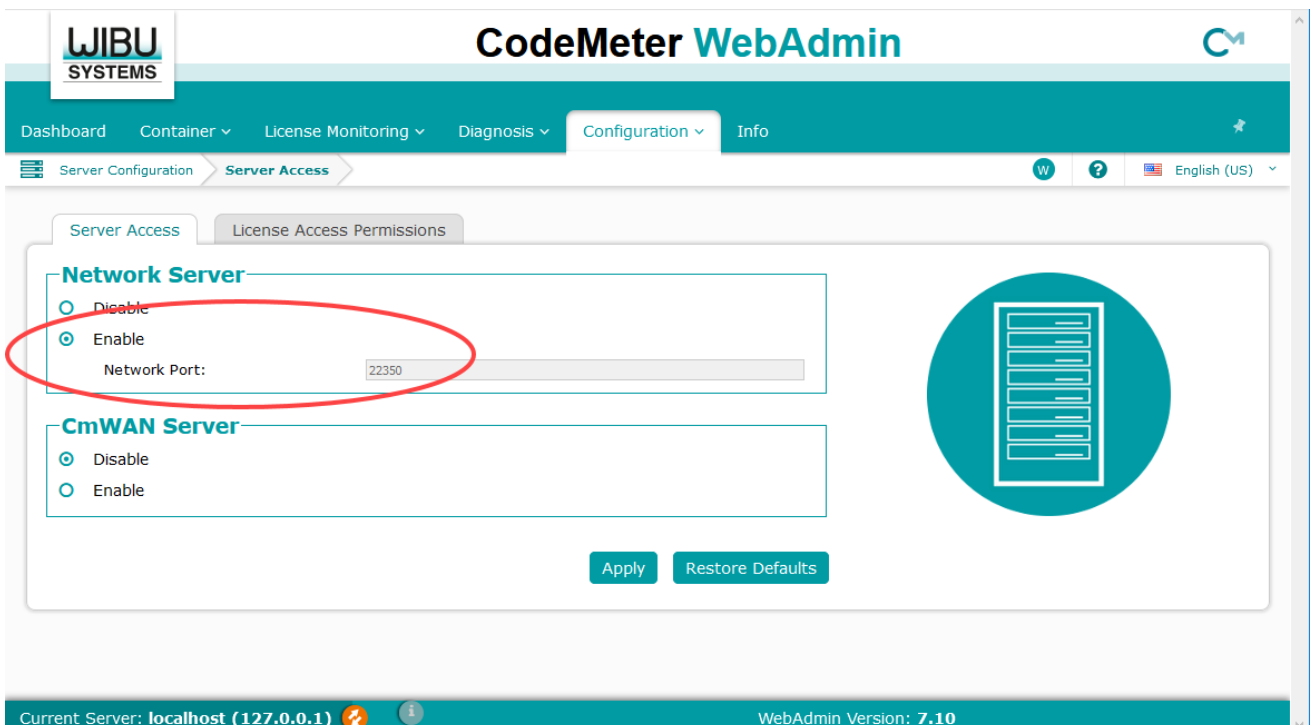 WIBU
SYSTEMS
CodeMeter WebAdmin
CM
Dashboard Container License Monitoring Diagnosis Configuration Info
Server Configuration Server Access W ? English (US)
Server Access License Access Permissions
Network Server
Disable
Enable
Network Port: 22350
CmWAN Server
Disable
Enable
Apply Restore Defaults
Current Server: localhost (127.0.0.1) i WebAdmin Version: 7.10